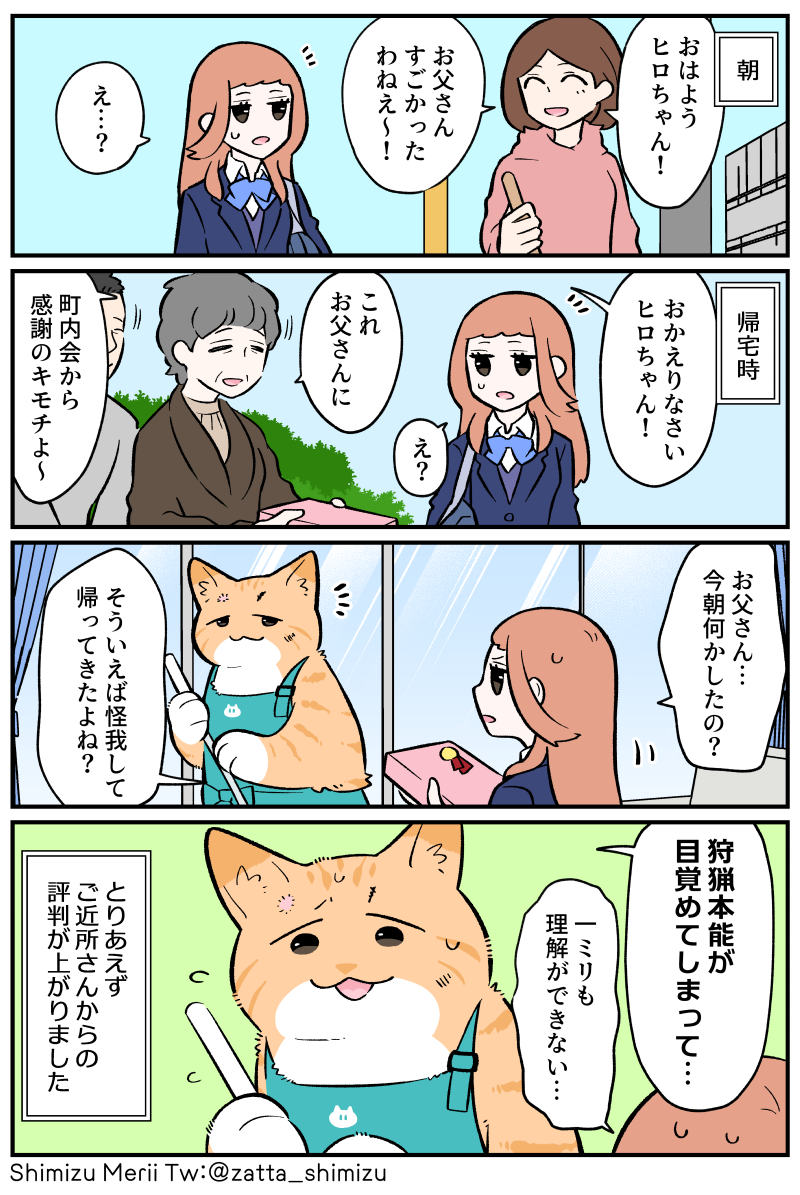 朝
おはよう
ヒロちゃん！
お父さん
すごかった
わねえ〜！
え…？
帰宅時
おかえりなさい
ヒロちゃん！
え？
これ
お父さんに
町内会から
感謝のキモチよ〜
お父さん…
今朝何かしたの？
そういえば怪我して
帰ってきたよね？
狩猟本能が
目覚めてしまって…
一ミリも
理解ができない…
とりあえず
ご近所さんからの
評判が上がりました
Shimizu Merii Tw:@zatta_shimizu